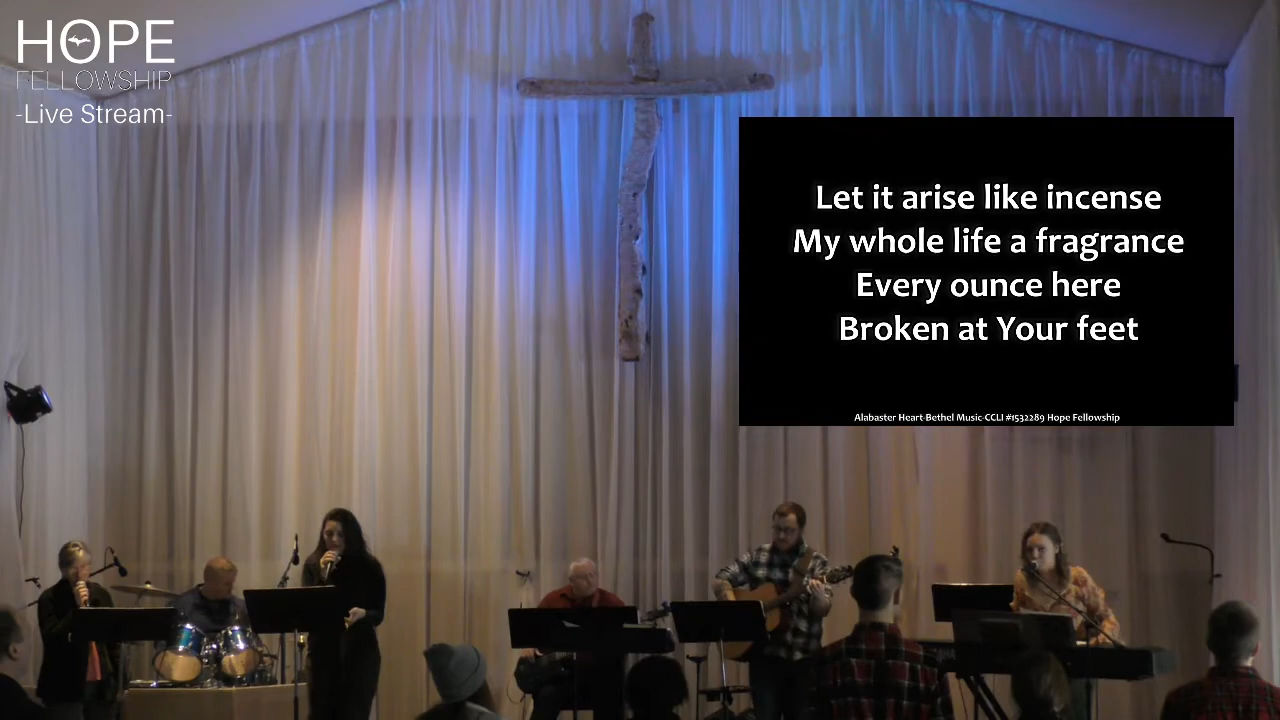 HOPE
FELLOWSHIP
-Live Stream-
Let it arise like incense
My whole life a fragrance
Every ounce here
Broken at Your feet
Alabaster Heart-Bethel Music-CCLI #1532289 Hope Fellowship